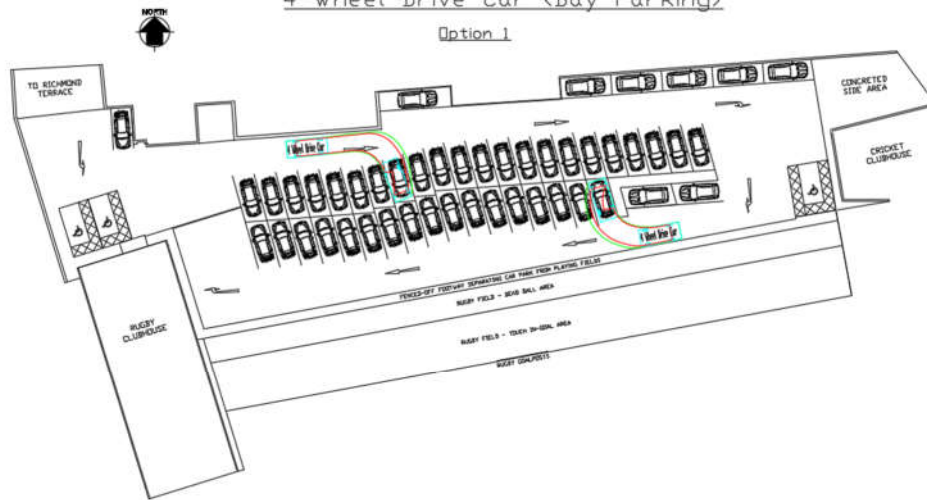 4 Wheel Drive Car (Bay Parking)
NORTH
Option 1
TO RICHMOND
TERRACE
CONCRETED
SIDE AREA
4 Wheel Drive Car
CRICKET
CLUBHOUSE
4 Wheel Drive Car
FENCED-OFF FOOTWAY SEPARATING CAR PARK FROM PLAYING FIELDS
RUGBY FIELD - DEAD BALL AREA
RUGBY
CLUBHOUSE
RUGBY FIELD - TOUCH IN-GOAL AREA
RUGBY GOALPOSTS